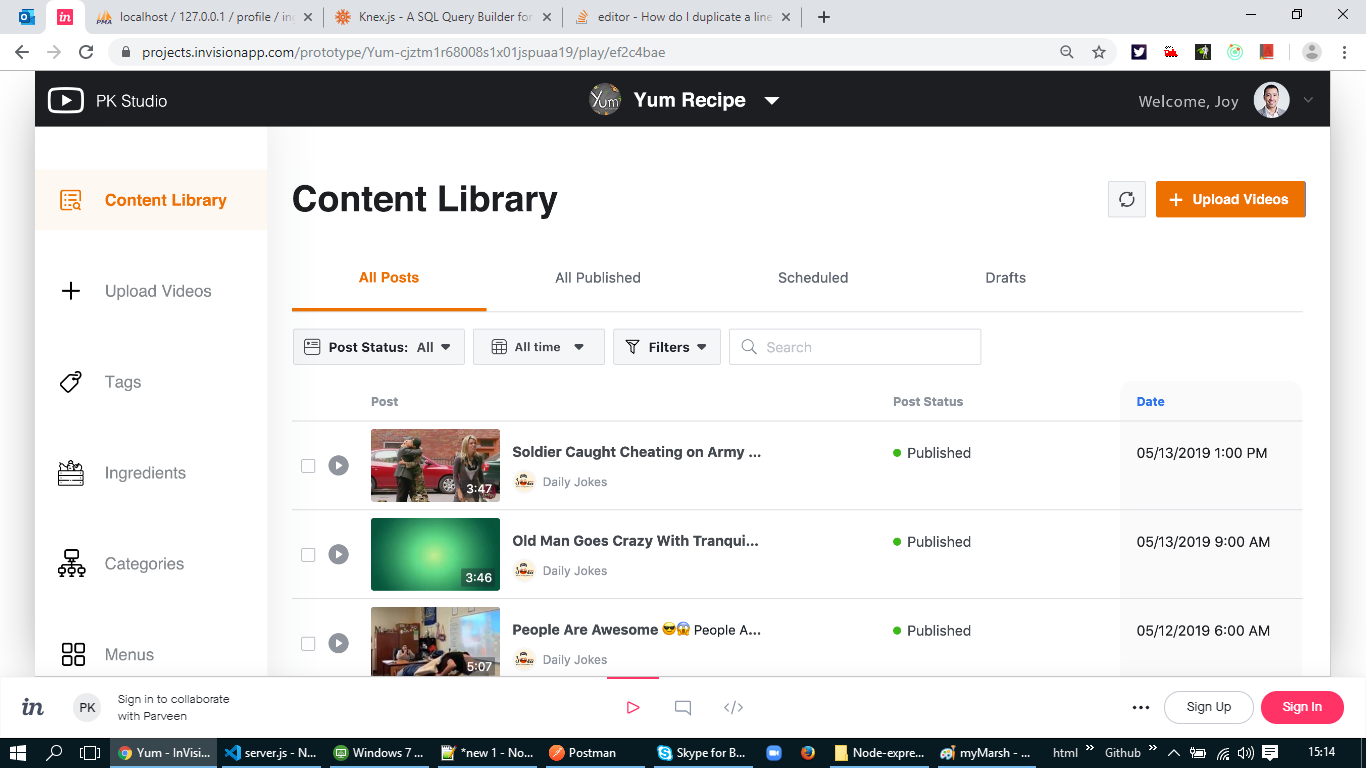 localhost / 127.0.0.1 / profile / in
Knex.js - A SQL Query Builder for
editor - How do I duplicate a line
projects.invisionapp.com/prototype/Yum-cjztm1r68008s1x01jspuaa19/play/ef2c4bae
PK Studio
Yum
Yum Recipe
Welcome, Joy
Content Library
Upload Videos
Tags
Ingredients
Categories
Menus
Content Library
Upload Videos
All Posts
All Published
Scheduled
Drafts
Post Status: All
All time
Filters
Search
Post
Post Status
Date
3:47
Soldier Caught Cheating on Army ...
Daily Jokes
Published
05/13/2019 1:00 PM
3:46
Old Man Goes Crazy With Tranqui...
Daily Jokes
Published
05/13/2019 9:00 AM
5:07
People Are Awesome 😎😱 People A...
Daily Jokes
Published
05/12/2019 6:00 AM
in
PK
Sign in to collaborate
with Parveen
Sign Up
Sign In
Yum - InVisi...
server.js - N...
Windows 7 ...
*new 1 - No...
Postman
Skype for B...
Node-expre...
myMarsh - ...
html
Github
15:14